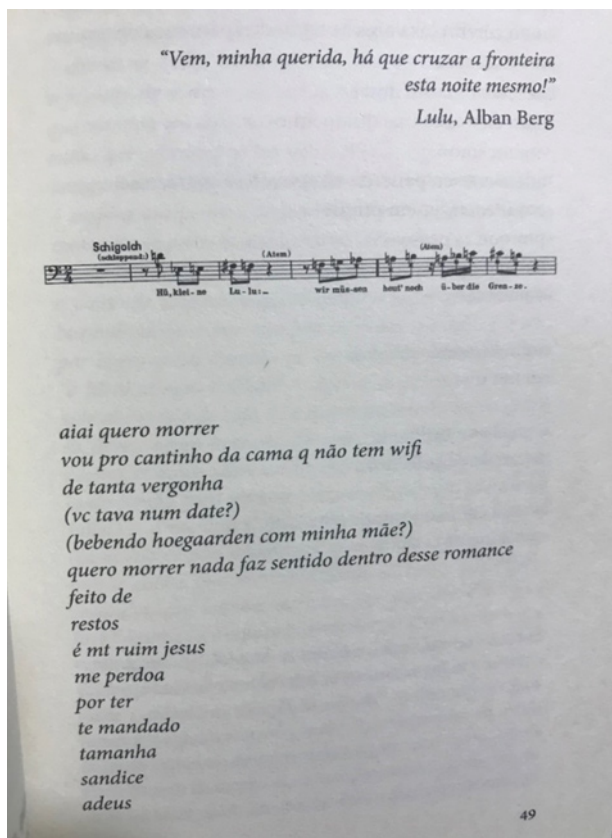 “Vem, minha querida, há que cruzar a fronteira
esta noite mesmo!”
Lulu, Alban Berg
Schigolch
(schleppend:)
(Atem)
(Atem)
Hü, klei - ne Lu - lu: _ wir müs-sen heut' noch ü - ber die Gren - ze.
aiai quero morrer
vou pro cantinho da cama q não tem wifi
de tanta vergonha
(vc tava num date?)
(bebendo hoegaarden com minha mãe?)
quero morrer nada faz sentido dentro desse romance
feito de
restos
é mt ruim jesus
me perdoa
por ter
te mandado
tamanha
sandice
adeus
49